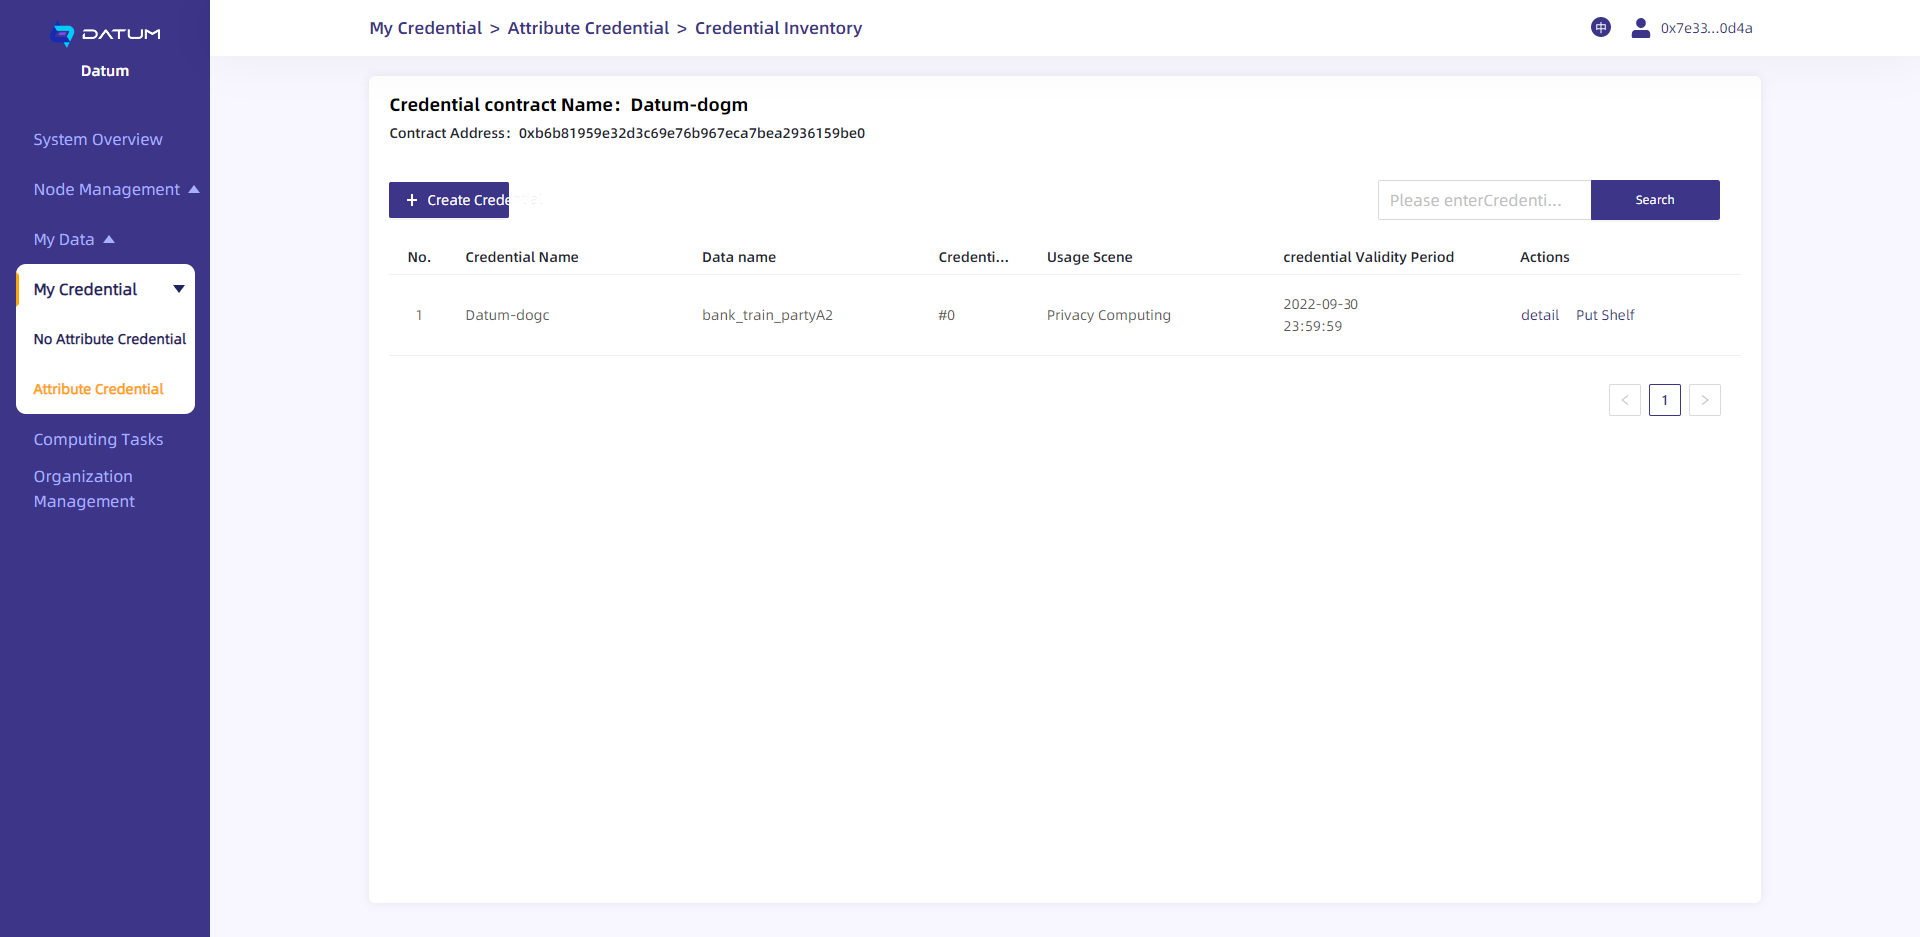 DATUM
Datum
System Overview
Node Management
My Data
My Credential
No Attribute Credential
Attribute Credential
Computing Tasks
Organization
Management
My Credential > Attribute Credential > Credential Inventory
中
0x7e33...0d4a
Credential contract Name：Datum-dogm
Contract Address：0xb6b81959e32d3c69e76b967eca7bea2936159be0
+ Create Credential
Please enterCredenti...
Search
No. Credential Name Data name Credenti... Usage Scene credential Validity Period Actions
1 Datum-dogc bank_train_partyA2 #0 Privacy Computing 2022-09-30 23:59:59 detail Put Shelf
< 1 >